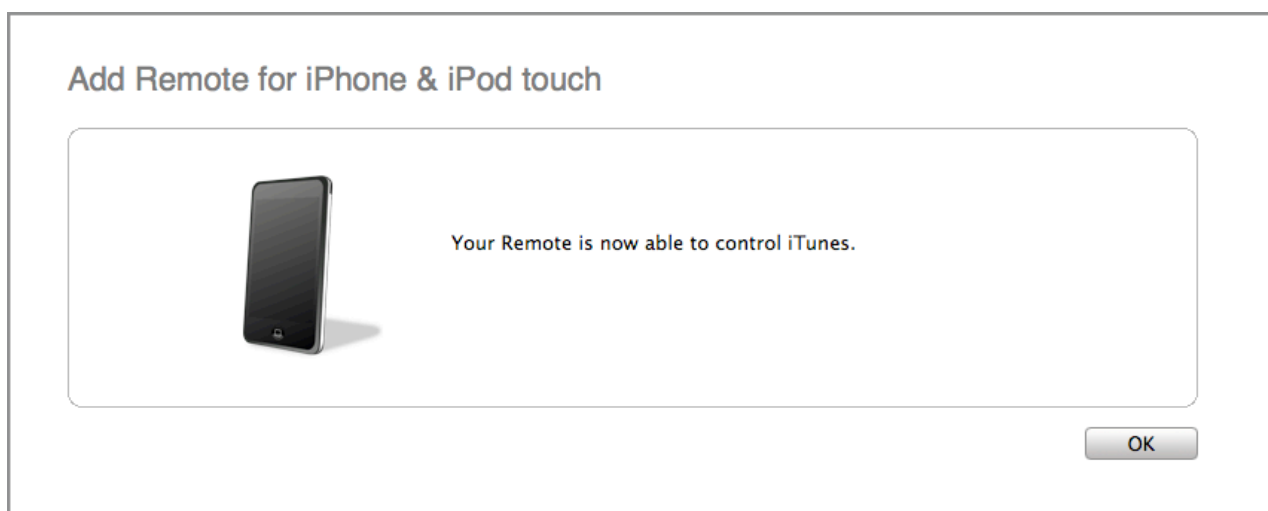 Add Remote for iPhone & iPod touch
Your Remote is now able to control iTunes.
OK